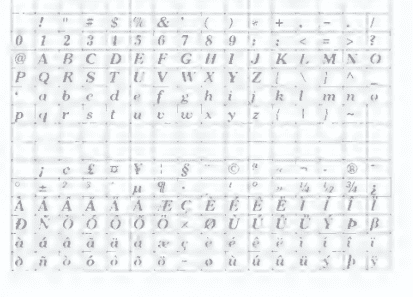 ! " # $ % & ' ( ) * + , - . /
0 1 2 3 4 5 6 7 8 9 : ; < = > ?
@ A B C D E F G H I J K L M N O
P Q R S T U V W X Y Z [ \ ] ^ _
‘ a b c d e f g h i j k l m n o
p q r s t u v w x y z { | } ~
¡ ¢ £ ¤ ¥ ¦ § ¨ © ª « ¬ - ® ¯
° ± ² ³ ´ µ ¶ · ¸ ¹ º » ¼ ½ ¾ ¿
À Á Â Ã Ä Å Æ Ç È É Ê Ë Ì Í Î Ï
Ð Ñ Ò Ó Ô Õ Ö × Ø Ù Ú Û Ü Ý Þ ß
à á â ã ä å æ ç è é ê ë ì í î ï
ð ñ ò ó ô õ ö ÷ ø ù ú û ü ý þ ÿ